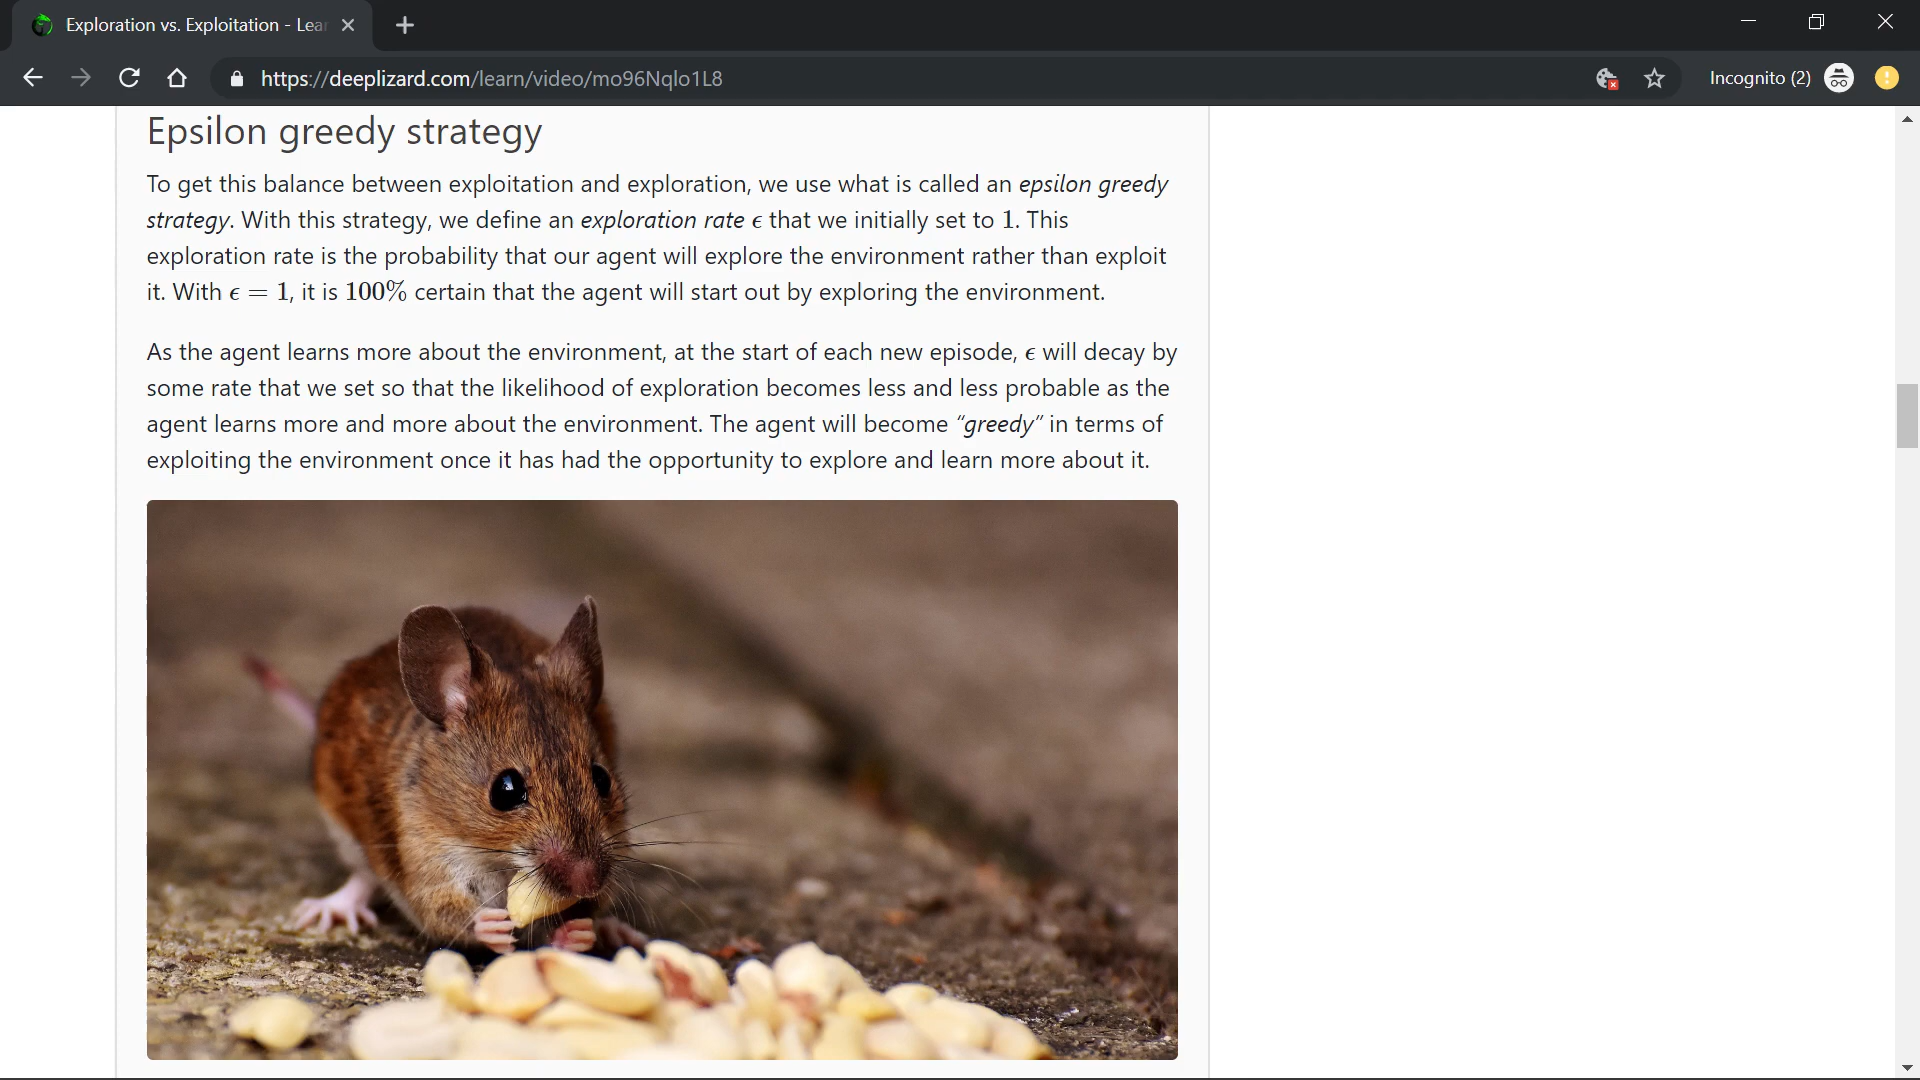 Exploration vs. Exploitation - Lear
https://deeplizard.com/learn/video/mo96Nqlo1L8
Incognito (2)
Epsilon greedy strategy
To get this balance between exploitation and exploration, we use what is called an epsilon greedy
strategy. With this strategy, we define an exploration rate ϵ that we initially set to 1. This
exploration rate is the probability that our agent will explore the environment rather than exploit
it. With ϵ = 1, it is 100% certain that the agent will start out by exploring the environment.
As the agent learns more about the environment, at the start of each new episode, ϵ will decay by
some rate that we set so that the likelihood of exploration becomes less and less probable as the
agent learns more and more about the environment. The agent will become “greedy” in terms of
exploiting the environment once it has had the opportunity to explore and learn more about it.